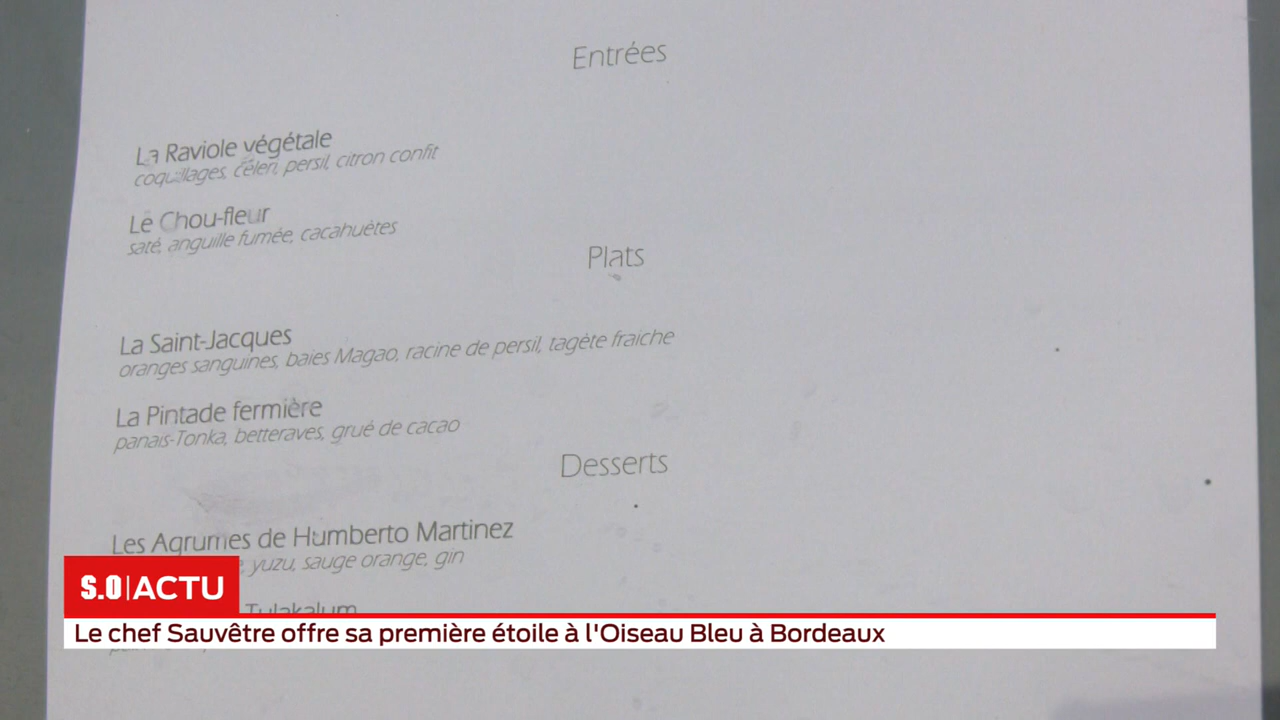 Entrées
La Raviole végétale
coquillages, céleri, persil, citron confit
Le Chou-fleur
saté, anguille fumée, cacahuètes
Plats
La Saint-Jacques
oranges sanguines, baies Magao, racine de persil, tagète fraiche
La Pintade fermière
panais-Tonka, betteraves, grué de cacao
Desserts
Les Agrumes de Humberto Martinez
yuzu, sauge orange, gin
Tulakalum
S.O ACTU
Le chef Sauvêtre offre sa première étoile à l'Oiseau Bleu à Bordeaux